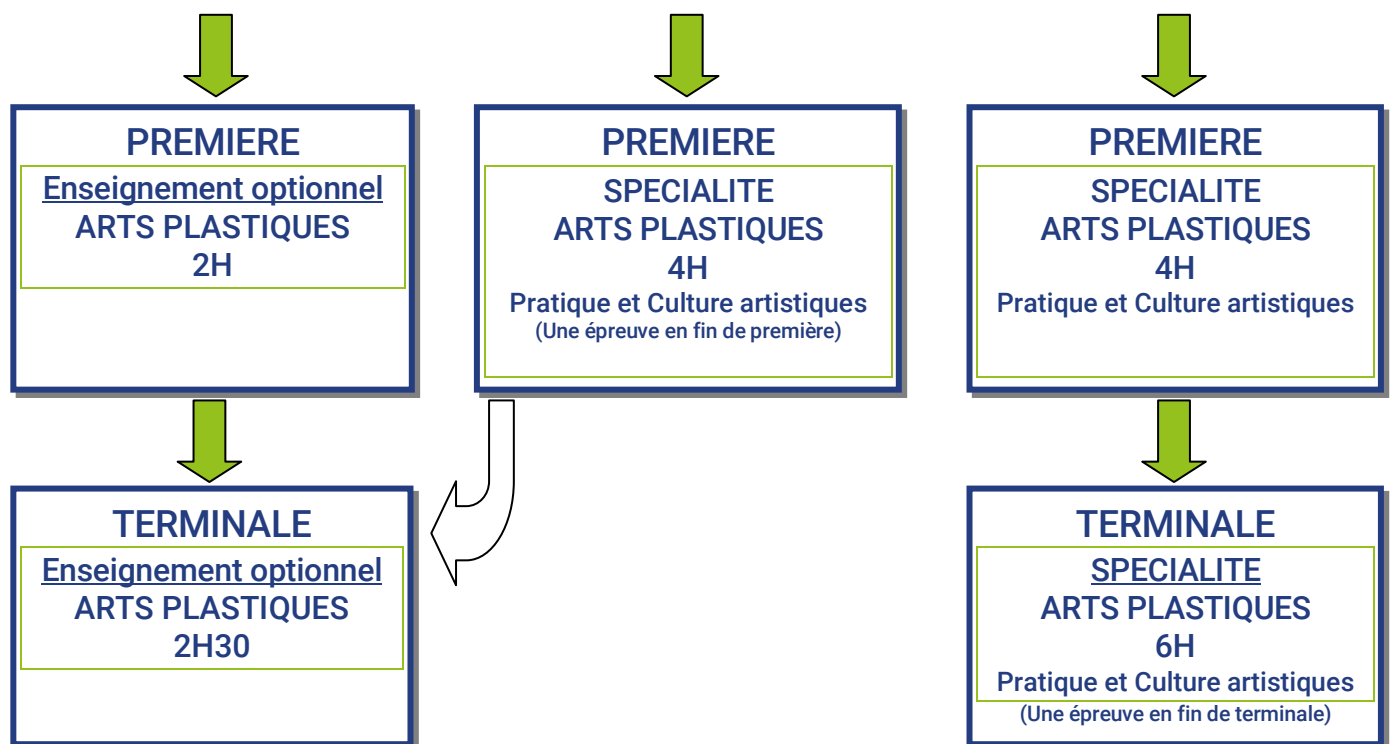 PREMIERE
Enseignement optionnel
ARTS PLASTIQUES
2H
PREMIERE
SPECIALITE
ARTS PLASTIQUES
4H
Pratique et Culture artistiques
(Une épreuve en fin de première)
PREMIERE
SPECIALITE
ARTS PLASTIQUES
4H
Pratique et Culture artistiques
TERMINALE
Enseignement optionnel
ARTS PLASTIQUES
2H30
TERMINALE
SPECIALITE
ARTS PLASTIQUES
6H
Pratique et Culture artistiques
(Une épreuve en fin de terminale)